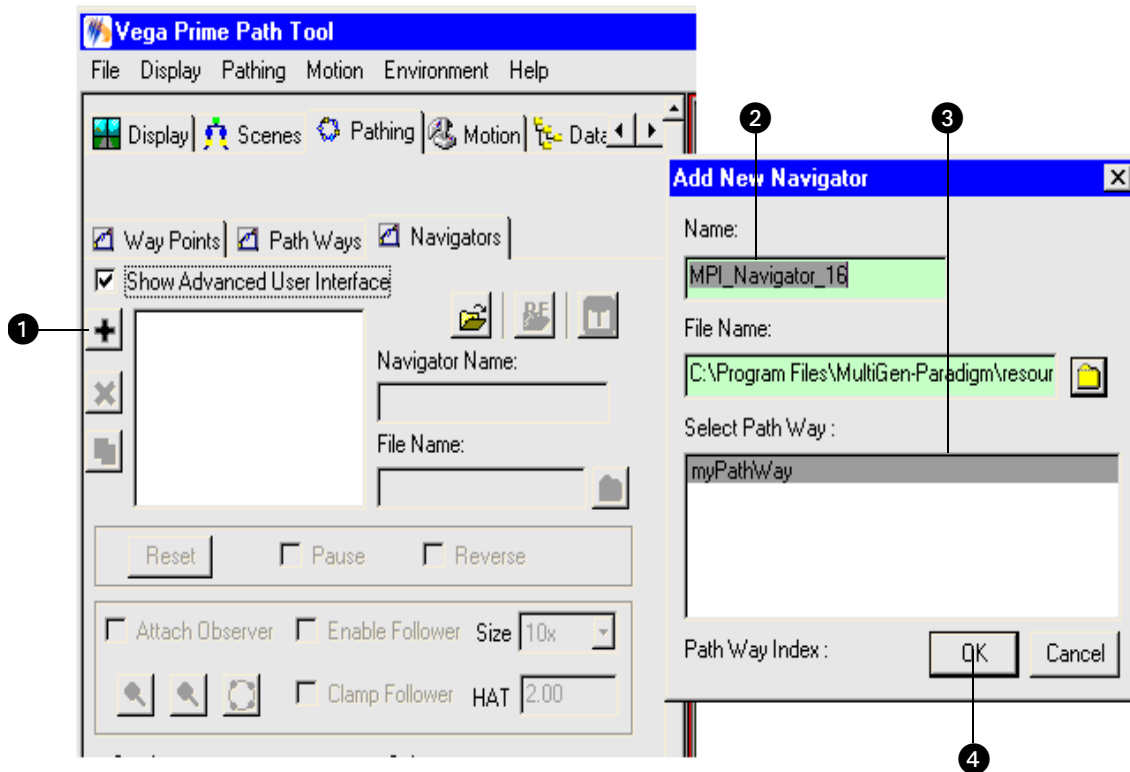 Vega Prime Path Tool
File Display Pathing Motion Environment Help
Display Scenes Pathing Motion Data
Way Points Path Ways Navigators
Show Advanced User Interface
1
Navigator Name:
File Name:
Reset Pause Reverse
Attach Observer Enable Follower Size 10x
Clamp Follower HAT 2.00
2 3
Add New Navigator
Name:
MPI_Navigator_16
File Name:
C:\Program Files\MultiGen-Paradigm\resour
Select Path Way :
myPathWay
Path Way Index : OK Cancel
4